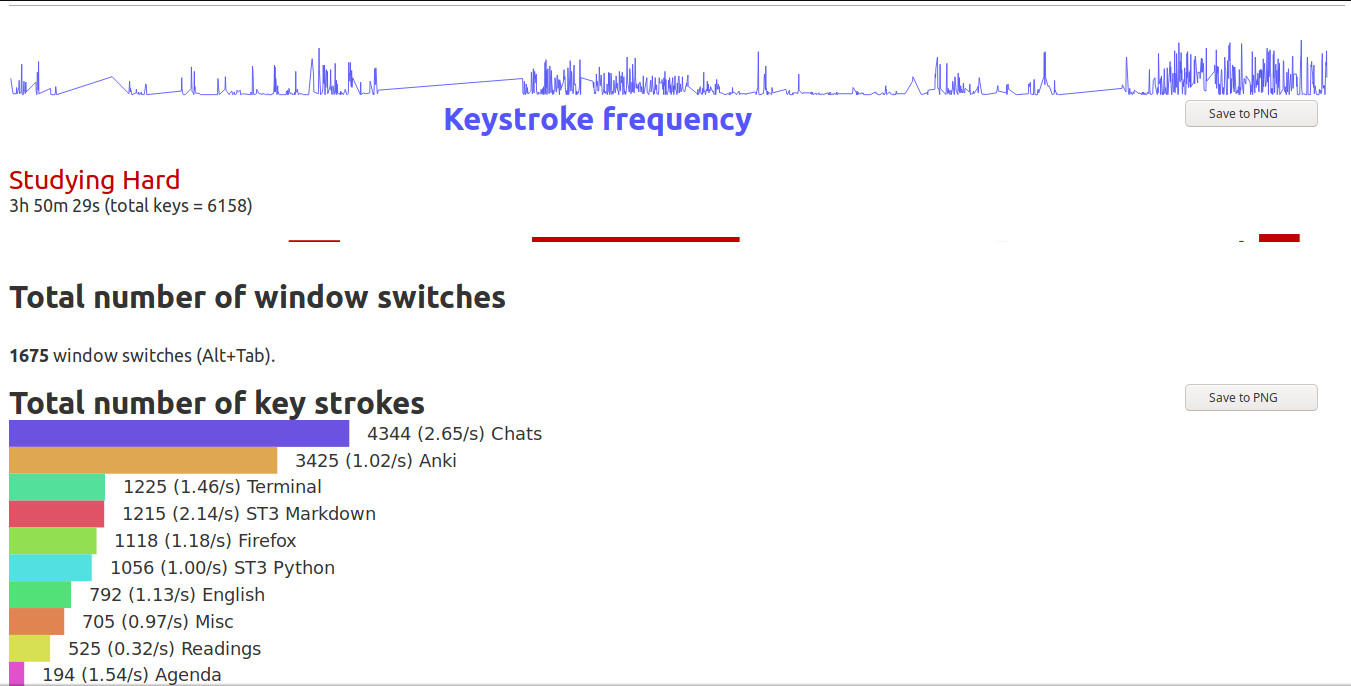 Keystroke frequency
Save to PNG
Studying Hard
3h 50m 29s (total keys = 6158)
Total number of window switches
1675 window switches (Alt+Tab).
Total number of key strokes
Save to PNG
4344 (2.65/s) Chats
3425 (1.02/s) Anki
1225 (1.46/s) Terminal
1215 (2.14/s) ST3 Markdown
1118 (1.18/s) Firefox
1056 (1.00/s) ST3 Python
792 (1.13/s) English
705 (0.97/s) Misc
525 (0.32/s) Readings
194 (1.54/s) Agenda